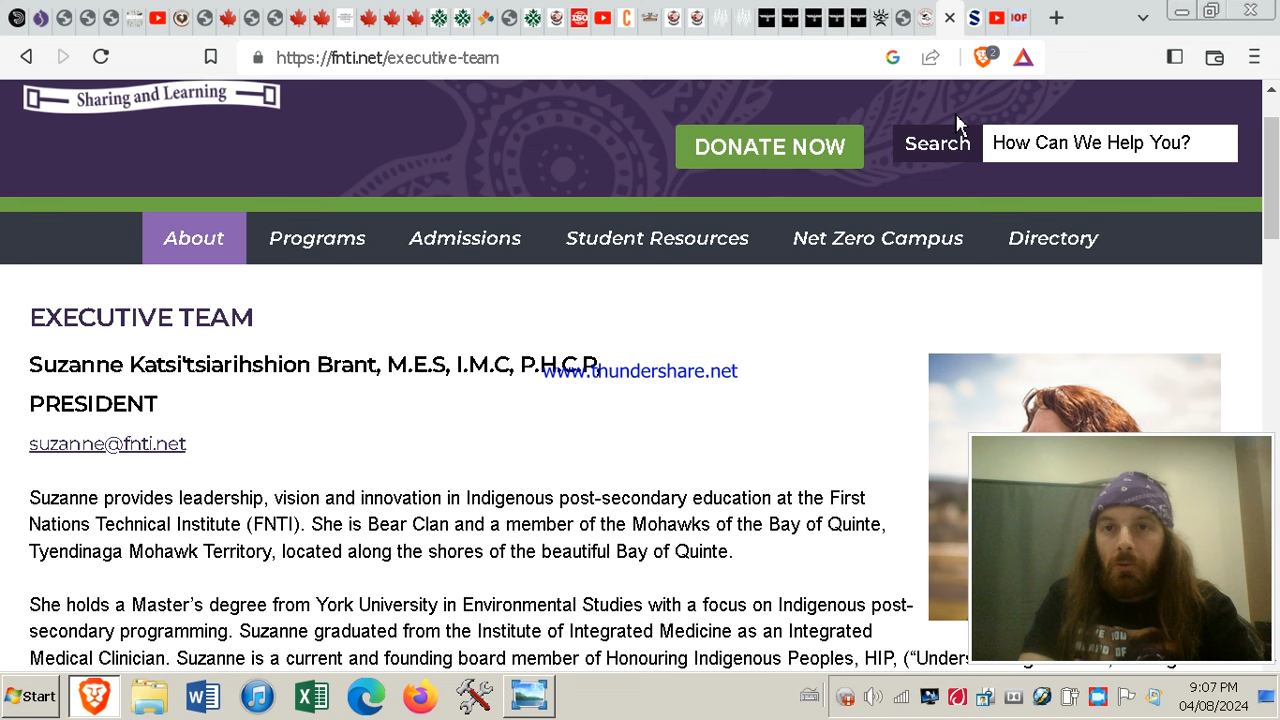 https://fnti.net/executive-team
2
Sharing and Learning
DONATE NOW
Search
How Can We Help You?
About
Programs
Admissions
Student Resources
Net Zero Campus
Directory
EXECUTIVE TEAM
Suzanne Katsi'tsiarihshion Brant, M.E.S, I.M.C, P.H.C.P.
www.thundershare.net
PRESIDENT
suzanne@fnti.net
Suzanne provides leadership, vision and innovation in Indigenous post-secondary education at the First
Nations Technical Institute (FNTI). She is Bear Clan and a member of the Mohawks of the Bay of Quinte,
Tyendinaga Mohawk Territory, located along the shores of the beautiful Bay of Quinte.
She holds a Master's degree from York University in Environmental Studies with a focus on Indigenous post-
secondary programming. Suzanne graduated from the Institute of Integrated Medicine as an Integrated
Medical Clinician. Suzanne is a current and founding board member of Honouring Indigenous Peoples, HIP, (“Unders
Start
9:07 PM
04/08/2024
ISO
IOF